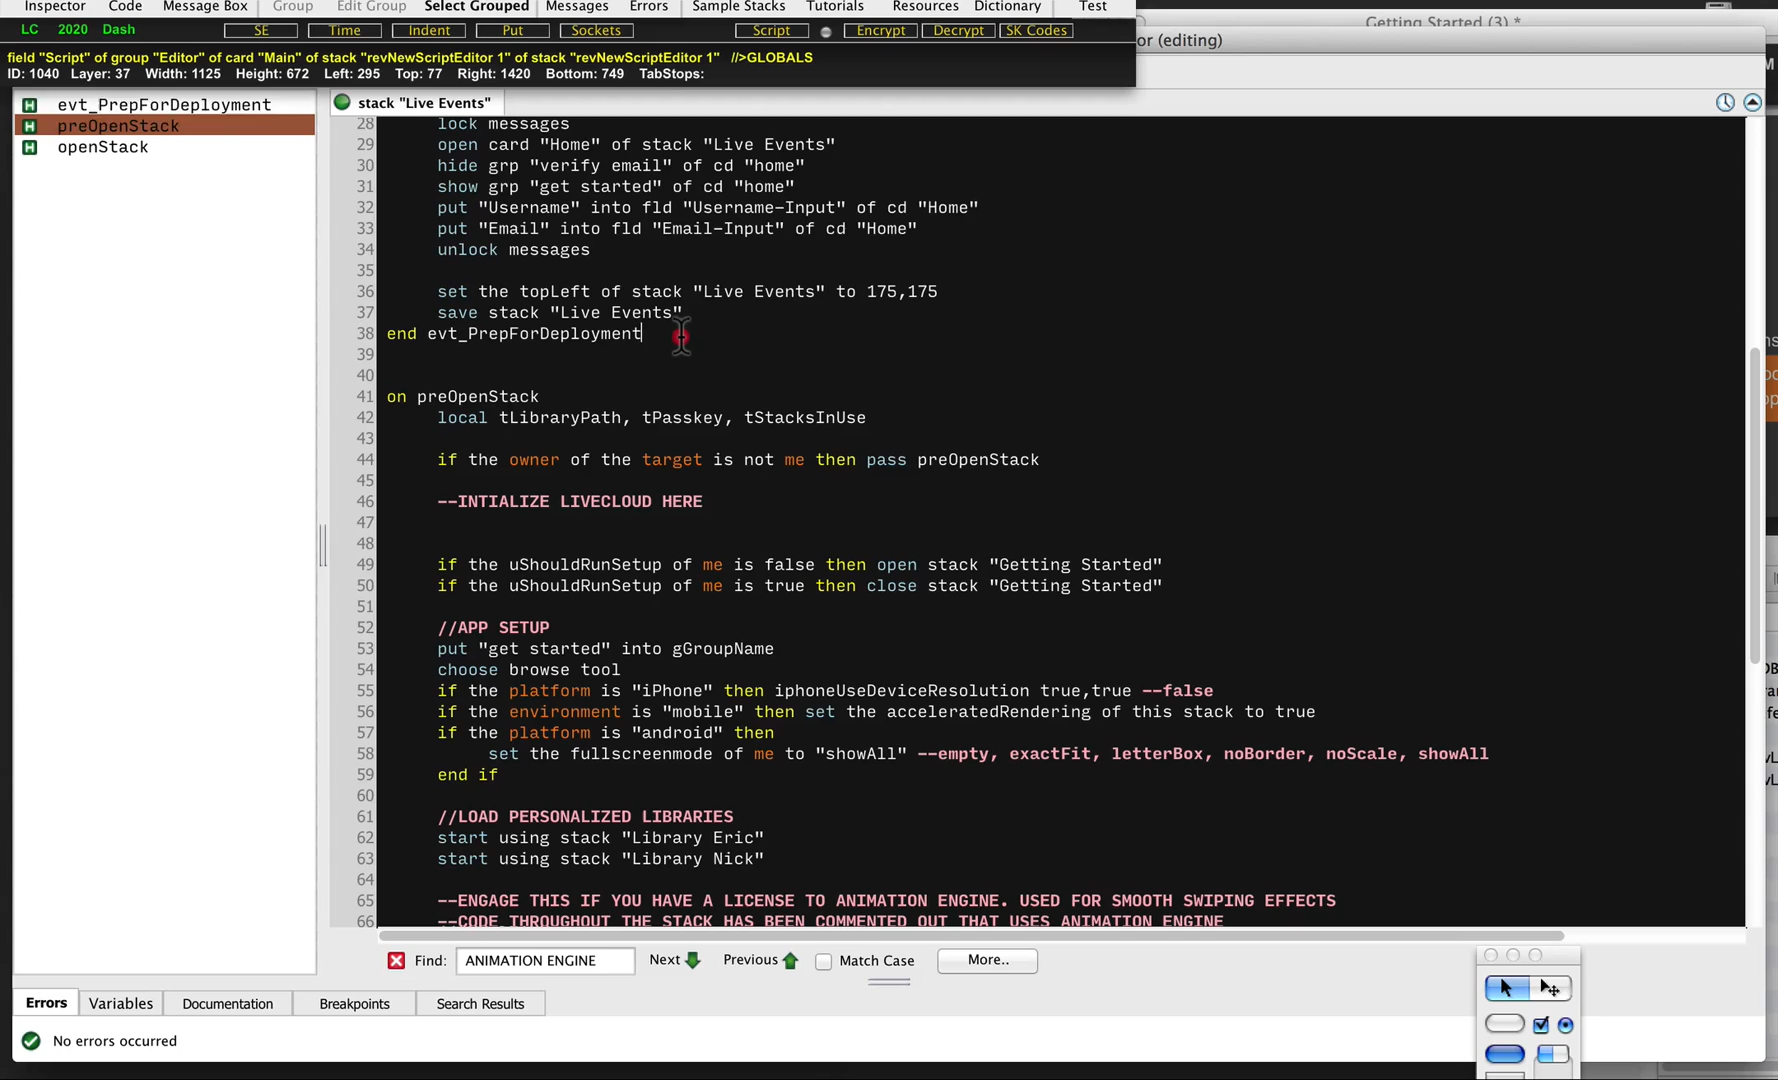 Inspector Code Message Box Group Edit Group Select Grouped Messages Errors Sample Stacks Tutorials Resources Dictionary Test
Getting Started (3) *
LC 2020 Dash SE Time Indent Put Sockets Script Encrypt Decrypt SK Codes
or (editing)
field "Script" of group "Editor" of card "Main" of stack "revNewScriptEditor 1" of stack "revNewScriptEditor 1" //>GLOBALS
ID: 1040 Layer: 37 Width: 1125 Height: 672 Left: 295 Top: 77 Right: 1420 Bottom: 749 TabStops:
H evt_PrepForDeployment
H preOpenStack
H openStack
stack "Live Events"
28 lock messages
29 open card "Home" of stack "Live Events"
30 hide grp "verify email" of cd "home"
31 show grp "get started" of cd "home"
32 put "Username" into fld "Username-Input" of cd "Home"
33 put "Email" into fld "Email-Input" of cd "Home"
34 unlock messages
35
36 set the topLeft of stack "Live Events" to 175,175
37 save stack "Live Events"
38 end evt_PrepForDeployment
39
40
41 on preOpenStack
42 local tLibraryPath, tPasskey, tStacksInUse
43
44 if the owner of the target is not me then pass preOpenStack
45
46 --INTIALIZE LIVECLOUD HERE
47
48
49 if the uShouldRunSetup of me is false then open stack "Getting Started"
50 if the uShouldRunSetup of me is true then close stack "Getting Started"
51
52 //APP SETUP
53 put "get started" into gGroupName
54 choose browse tool
55 if the platform is "iPhone" then iphoneUseDeviceResolution true,true --false
56 if the environment is "mobile" then set the acceleratedRendering of this stack to true
57 if the platform is "android" then
58 set the fullscreenmode of me to "showAll" --empty, exactFit, letterBox, noBorder, noScale, showAll
59 end if
60
61 //LOAD PERSONALIZED LIBRARIES
62 start using stack "Library Eric"
63 start using stack "Library Nick"
64
65 --ENGAGE THIS IF YOU HAVE A LICENSE TO ANIMATION ENGINE. USED FOR SMOOTH SWIPING EFFECTS
66 --CODE THROUGHOUT THE STACK HAS BEEN COMMENTED OUT THAT USES ANIMATION ENGINE
Find: ANIMATION ENGINE Next Previous Match Case More..
Errors Variables Documentation Breakpoints Search Results
No errors occurred